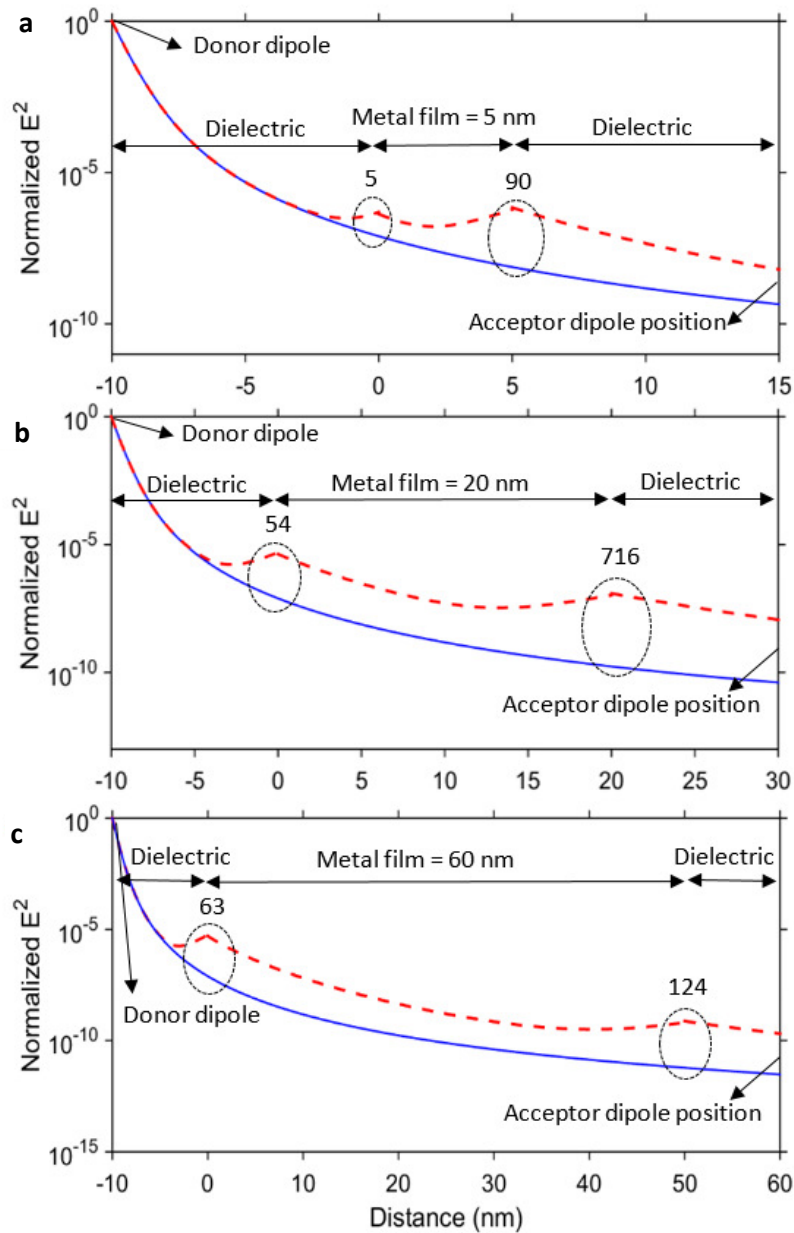 a
10^0
Donor dipole
Dielectric
Metal film = 5 nm
Dielectric
5
90
10^-5
10^-10
Normalized E^2
Acceptor dipole position
-10 -5 0 5 10 15
b
10^0
Donor dipole
Dielectric
Metal film = 20 nm
Dielectric
54
716
10^-5
10^-10
Normalized E^2
Acceptor dipole position
-10 -5 0 5 10 15 20 25 30
c
10^0
Dielectric
Metal film = 60 nm
Dielectric
63
124
10^-5
10^-10
10^-15
Normalized E^2
Donor dipole
Acceptor dipole position
-10 0 10 20 30 40 50 60
Distance (nm)